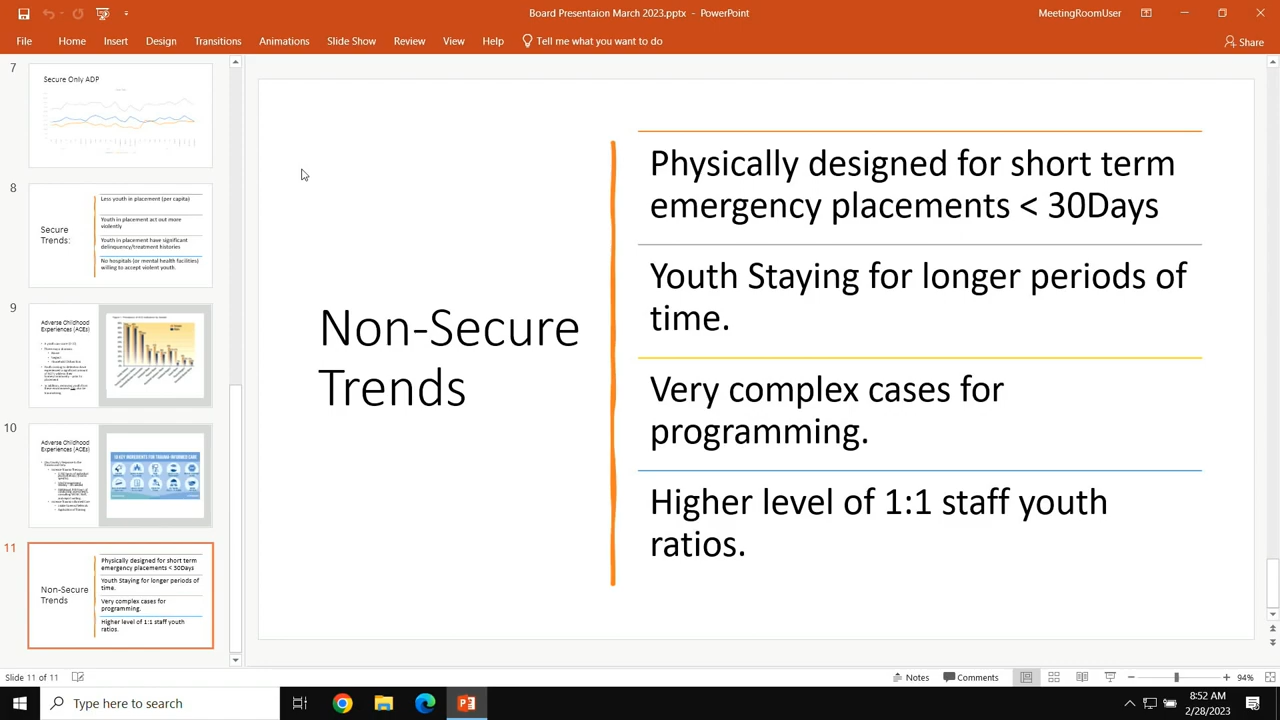 Board Presentaion March 2023.pptx - PowerPoint
MeetingRoomUser
File Home Insert Design Transitions Animations Slide Show Review View Help Tell me what you want to do
Share
7
Secure Only ADP
8
Secure
Trends:
Less youth in placement (per capita)
Youth in placement act out more
violently
Youth in placement have significant
delinquency/treatment histories
No hospitals (or mental health facilities)
willing to accept violent youth.
9
Adverse Childhood
Experiences (ACEs)
10
Adverse Childhood
Experiences (ACEs)
10 KEY INGREDIENTS FOR TRAUMA-INFORMED CARE
11
Non-Secure
Trends
Physically designed for short term
emergency placements < 30Days
Youth Staying for longer periods of
time.
Very complex cases for
programming.
Higher level of 1:1 staff youth
ratios.
Non-Secure
Trends
Physically designed for short term
emergency placements < 30Days
Youth Staying for longer periods of
time.
Very complex cases for
programming.
Higher level of 1:1 staff youth
ratios.
Slide 11 of 11
Notes Comments 94%
Type here to search
8:52 AM
2/28/2023